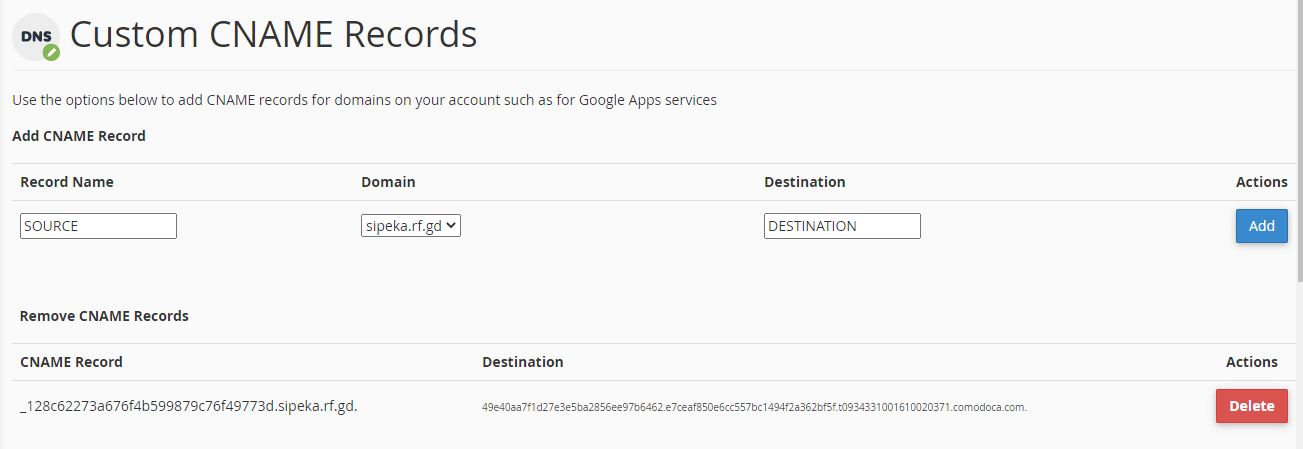 DNS
Custom CNAME Records
Use the options below to add CNAME records for domains on your account such as for Google Apps services
Add CNAME Record
Record Name Domain Destination Actions
SOURCE sipeka.rf.gd DESTINATION Add
Remove CNAME Records
CNAME Record Destination Actions
_128c62273a676f4b599879c76f49773d.sipeka.rf.gd. 49e40aa7f1d27e3e5ba2856ee97b6462.e7ceaf850e6cc557bc1494f2a362bf5f.t0934331001610020371.comodoca.com. Delete